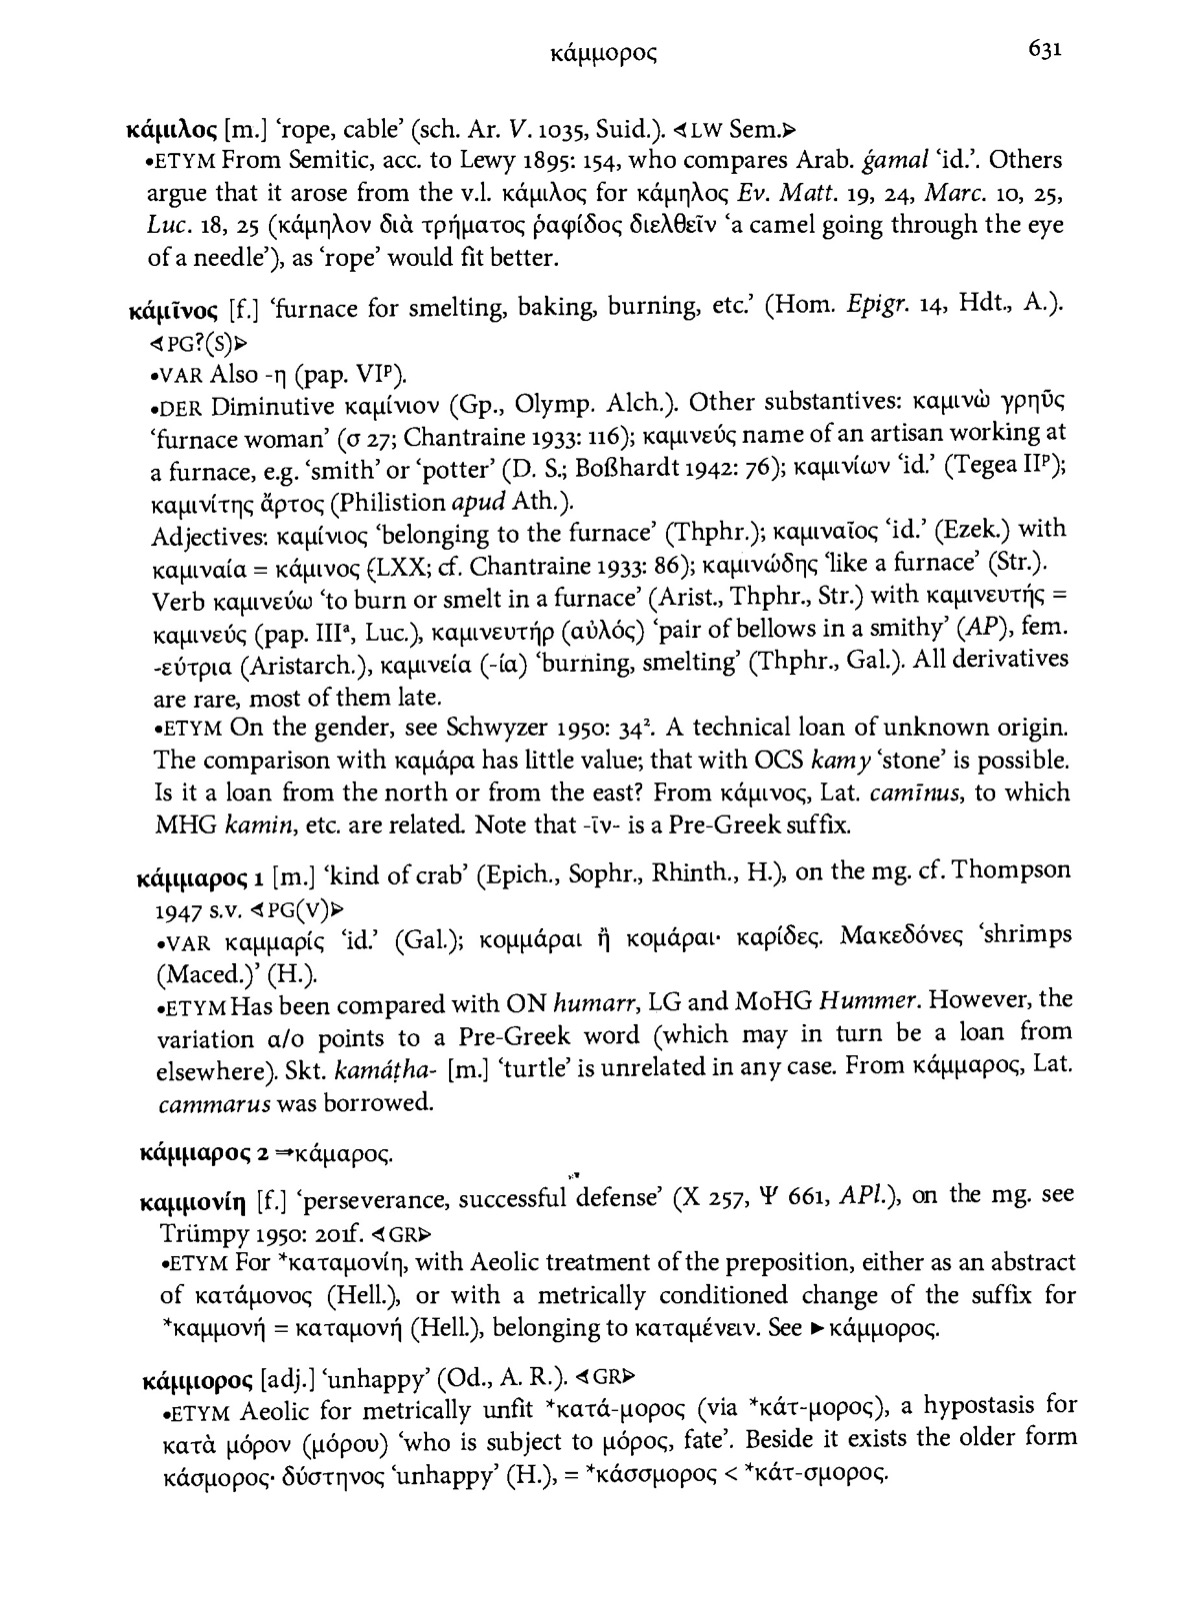 κάμμορος 631
κάμιλος [m.] ‘rope, cable’ (sch. Ar. V. 1035, Suid.). ⊲LW Sem.⊳
•ETYM From Semitic, acc. to Lewy 1895: 154, who compares Arab. ǵamal ‘id.’. Others
argue that it arose from the v.l. κάμιλος for κάμηλος Ev. Matt. 19, 24, Marc. 10, 25,
Luc. 18, 25 (κάμηλον διὰ τρήματος ῥαφίδος διελθεῖν ‘a camel going through the eye
of a needle’), as ‘rope’ would fit better.
κάμῑνος [f.] ‘furnace for smelting, baking, burning, etc.’ (Hom. Epigr. 14, Hdt., A.).
⊲PG?(S)⊳
•VAR Also -η (pap. VIᵖ).
•DER Diminutive καμίνιον (Gp., Olymp. Alch.). Other substantives: καμινὼ γρηῦς
‘furnace woman’ (σ 27; Chantraine 1933: 116); καμινεύς name of an artisan working at
a furnace, e.g. ‘smith’ or ‘potter’ (D. S.; Boßhardt 1942: 76); καμινίων ‘id.’ (Tegea IIᵖ);
καμινίτης ἄρτος (Philistion apud Ath.).
Adjectives: καμίνιος ‘belonging to the furnace’ (Thphr.); καμιναῖος ‘id.’ (Ezek.) with
καμιναία = κάμινος (LXX; cf. Chantraine 1933: 86); καμινώδης ‘like a furnace’ (Str.).
Verb καμινεύω ‘to burn or smelt in a furnace’ (Arist., Thphr., Str.) with καμινευτής =
καμινεύς (pap. IIIᵃ, Luc.), καμινευτήρ (αὐλός) ‘pair of bellows in a smithy’ (AP), fem.
-εύτρια (Aristarch.), καμινεία (-ία) ‘burning, smelting’ (Thphr., Gal.). All derivatives
are rare, most of them late.
•ETYM On the gender, see Schwyzer 1950: 34². A technical loan of unknown origin.
The comparison with καμάρα has little value; that with OCS kamy ‘stone’ is possible.
Is it a loan from the north or from the east? From κάμινος, Lat. camīnus, to which
MHG kamin, etc. are related. Note that -ῑν- is a Pre-Greek suffix.
κάμμαρος 1 [m.] ‘kind of crab’ (Epich., Sophr., Rhinth., H.), on the mg. cf. Thompson
1947 s.v. ⊲PG(V)⊳
•VAR καμμαρίς ‘id.’ (Gal.); κομμάραι ἢ κομάραι· καρίδες. Μακεδόνες ‘shrimps
(Maced.)’ (H.).
•ETYM Has been compared with ON humarr, LG and MoHG Hummer. However, the
variation α/ο points to a Pre-Greek word (which may in turn be a loan from
elsewhere). Skt. kamáṭha- [m.] ‘turtle’ is unrelated in any case. From κάμμαρος, Lat.
cammarus was borrowed.
κάμμαρος 2 ⇒κάμαρος.
καμμονίη [f.] ‘perseverance, successful defense’ (Χ 257, Ψ 661, APl.), on the mg. see
Trümpy 1950: 201f. ⊲GR⊳
•ETYM For *καταμονίη, with Aeolic treatment of the preposition, either as an abstract
of κατάμονος (Hell.), or with a metrically conditioned change of the suffix for
*καμμονή = καταμονή (Hell.), belonging to καταμένειν. See ►κάμμορος.
κάμμορος [adj.] ‘unhappy’ (Od., A. R.). ⊲GR⊳
•ETYM Aeolic for metrically unfit *κατά-μορος (via *κάτ-μορος), a hypostasis for
κατὰ μόρον (μόρου) ‘who is subject to μόρος, fate’. Beside it exists the older form
κάσμορος· δύστηνος ‘unhappy’ (H.), = *κάσσμορος < *κάτ-σμορος.